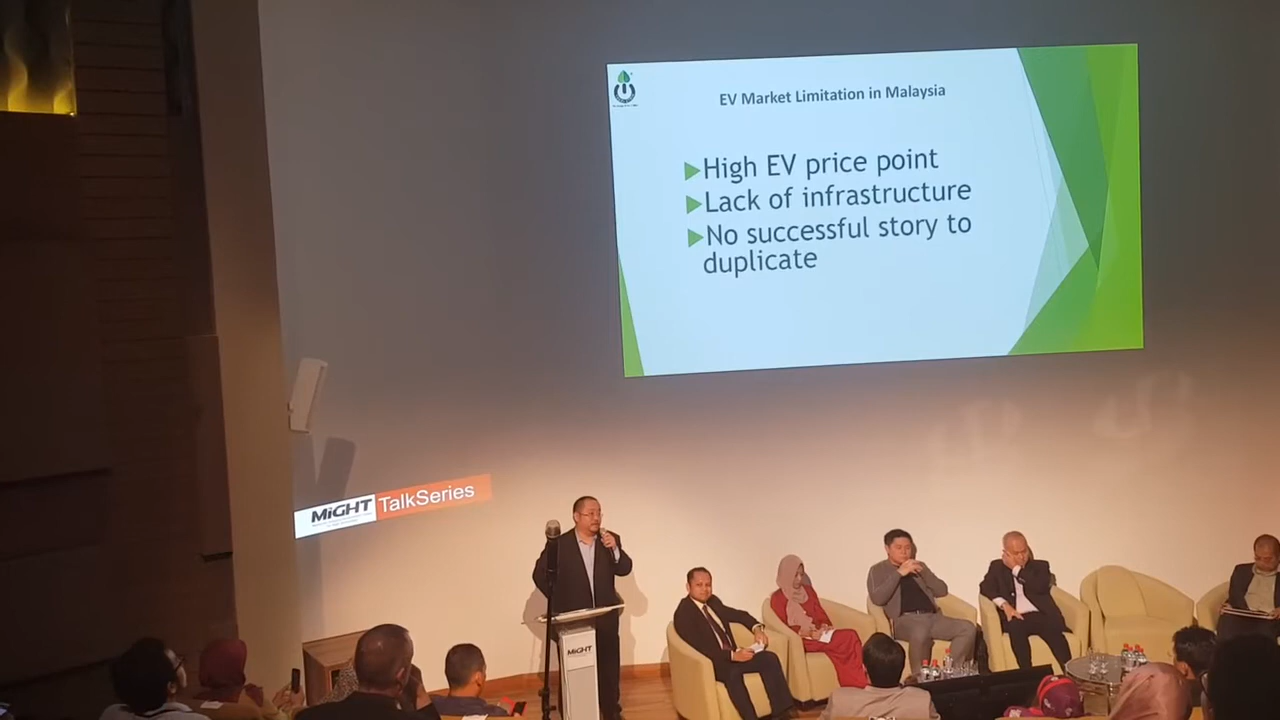 EV Market Limitation in Malaysia
High EV price point
Lack of infrastructure
No successful story to
duplicate
MiGHT TalkSeries
MiGHT